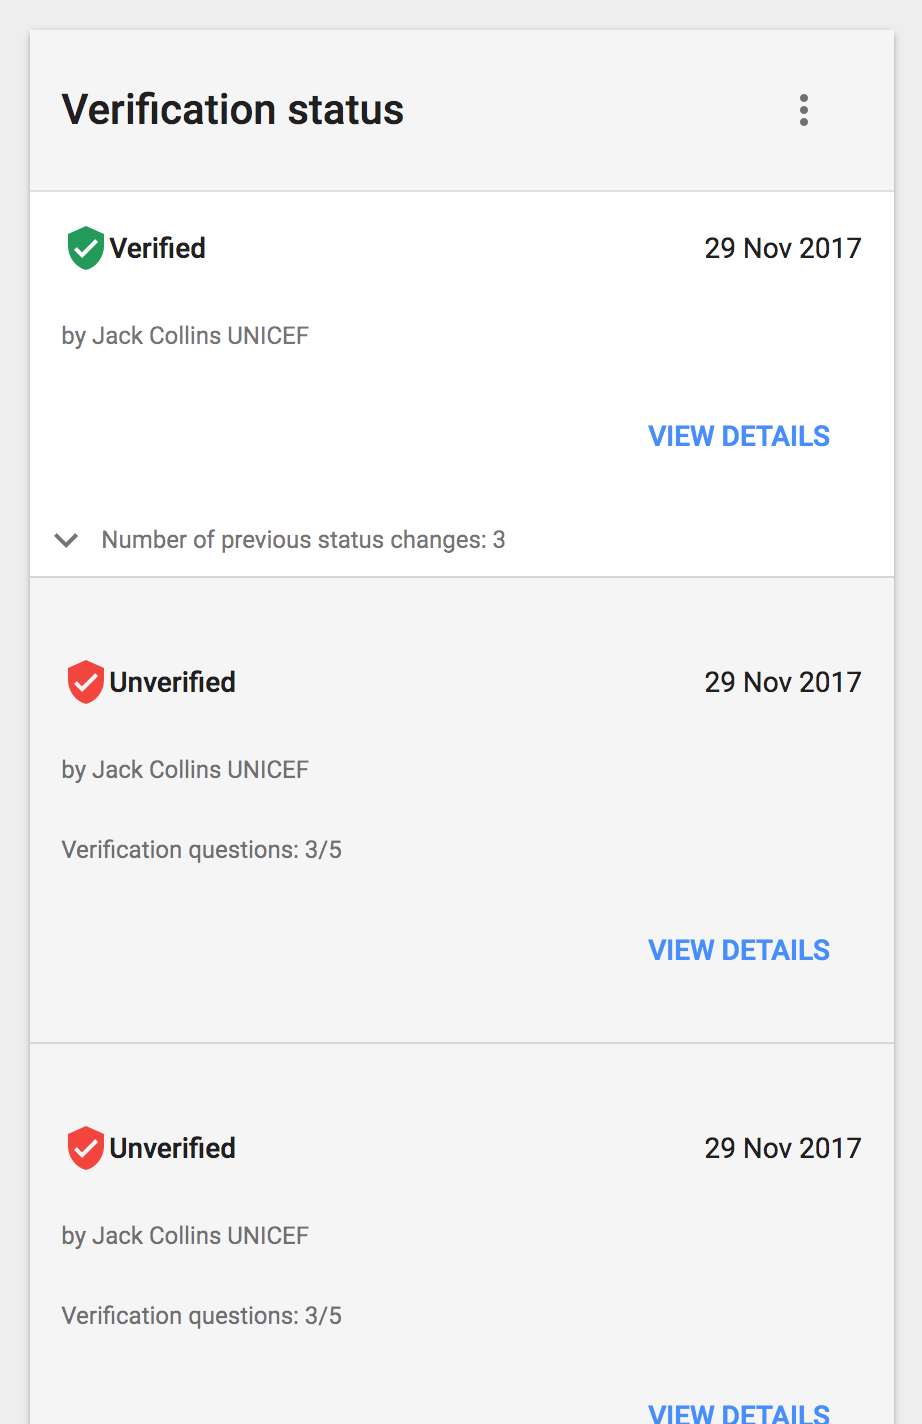 Verification status
Verified 29 Nov 2017
by Jack Collins UNICEF
VIEW DETAILS
Number of previous status changes: 3
Unverified 29 Nov 2017
by Jack Collins UNICEF
Verification questions: 3/5
VIEW DETAILS
Unverified 29 Nov 2017
by Jack Collins UNICEF
Verification questions: 3/5
VIEW DETAILS